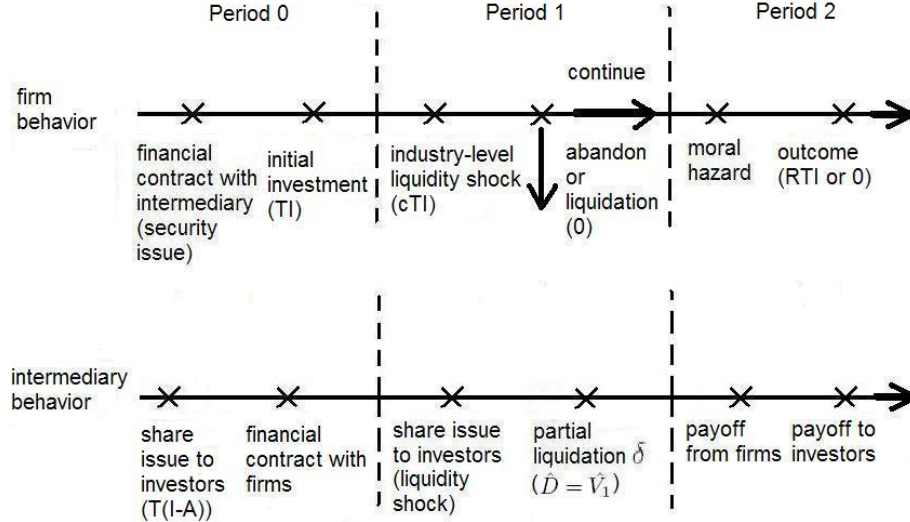 Period 0
Period 1
Period 2
continue
firm
behavior
financial
contract with
intermediary
(security
issue)
initial
investment
(TI)
industry-level
liquidity shock
(cTI)
abandon
or
liquidation
(0)
moral
hazard
outcome
(RTI or 0)
intermediary
behavior
share
issue to
investors
(T(I-A))
financial
contract with
firms
share issue
to investors
(liquidity
shock)
partial
liquidation δ
(D̂ = V̂₁)
payoff
from firms
payoff to
investors